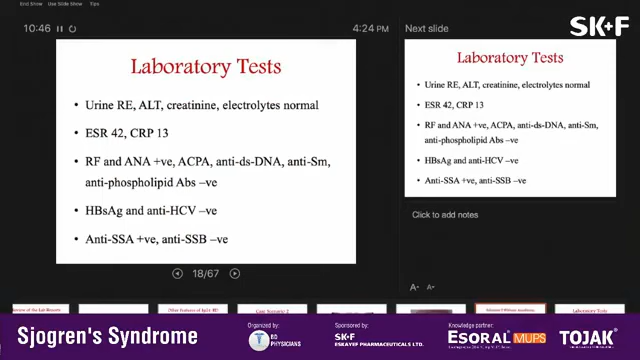 End Show Use Slide Show Tips
10:46
4:24 PM
Next slide
SK+F
Laboratory Tests
• Urine RE, ALT, creatinine, electrolytes normal
• ESR 42, CRP 13
• RF and ANA +ve, ACPA, anti-ds-DNA, anti-Sm,
anti-phospholipid Abs –ve
• HBsAg and anti-HCV –ve
• Anti-SSA +ve, anti-SSB –ve
18/67
Laboratory Tests
• Urine RE, ALT, creatinine, electrolytes normal
• ESR 42, CRP 13
• RF and ANA +ve, ACPA, anti-ds-DNA, anti-Sm,
anti-phospholipid Abs –ve
• HBsAg and anti-HCV –ve
• Anti-SSA +ve, anti-SSB –ve
Click to add notes
A A
Case Scenario 2
Laboratory Tests
Sjogren's Syndrome
Organized by:
PHYSICIANS
Sponsored by:
SK+F
ESKAYEF PHARMACEUTICALS LTD.
Knowledge partner:
ESORAL MUPS
TOJAK